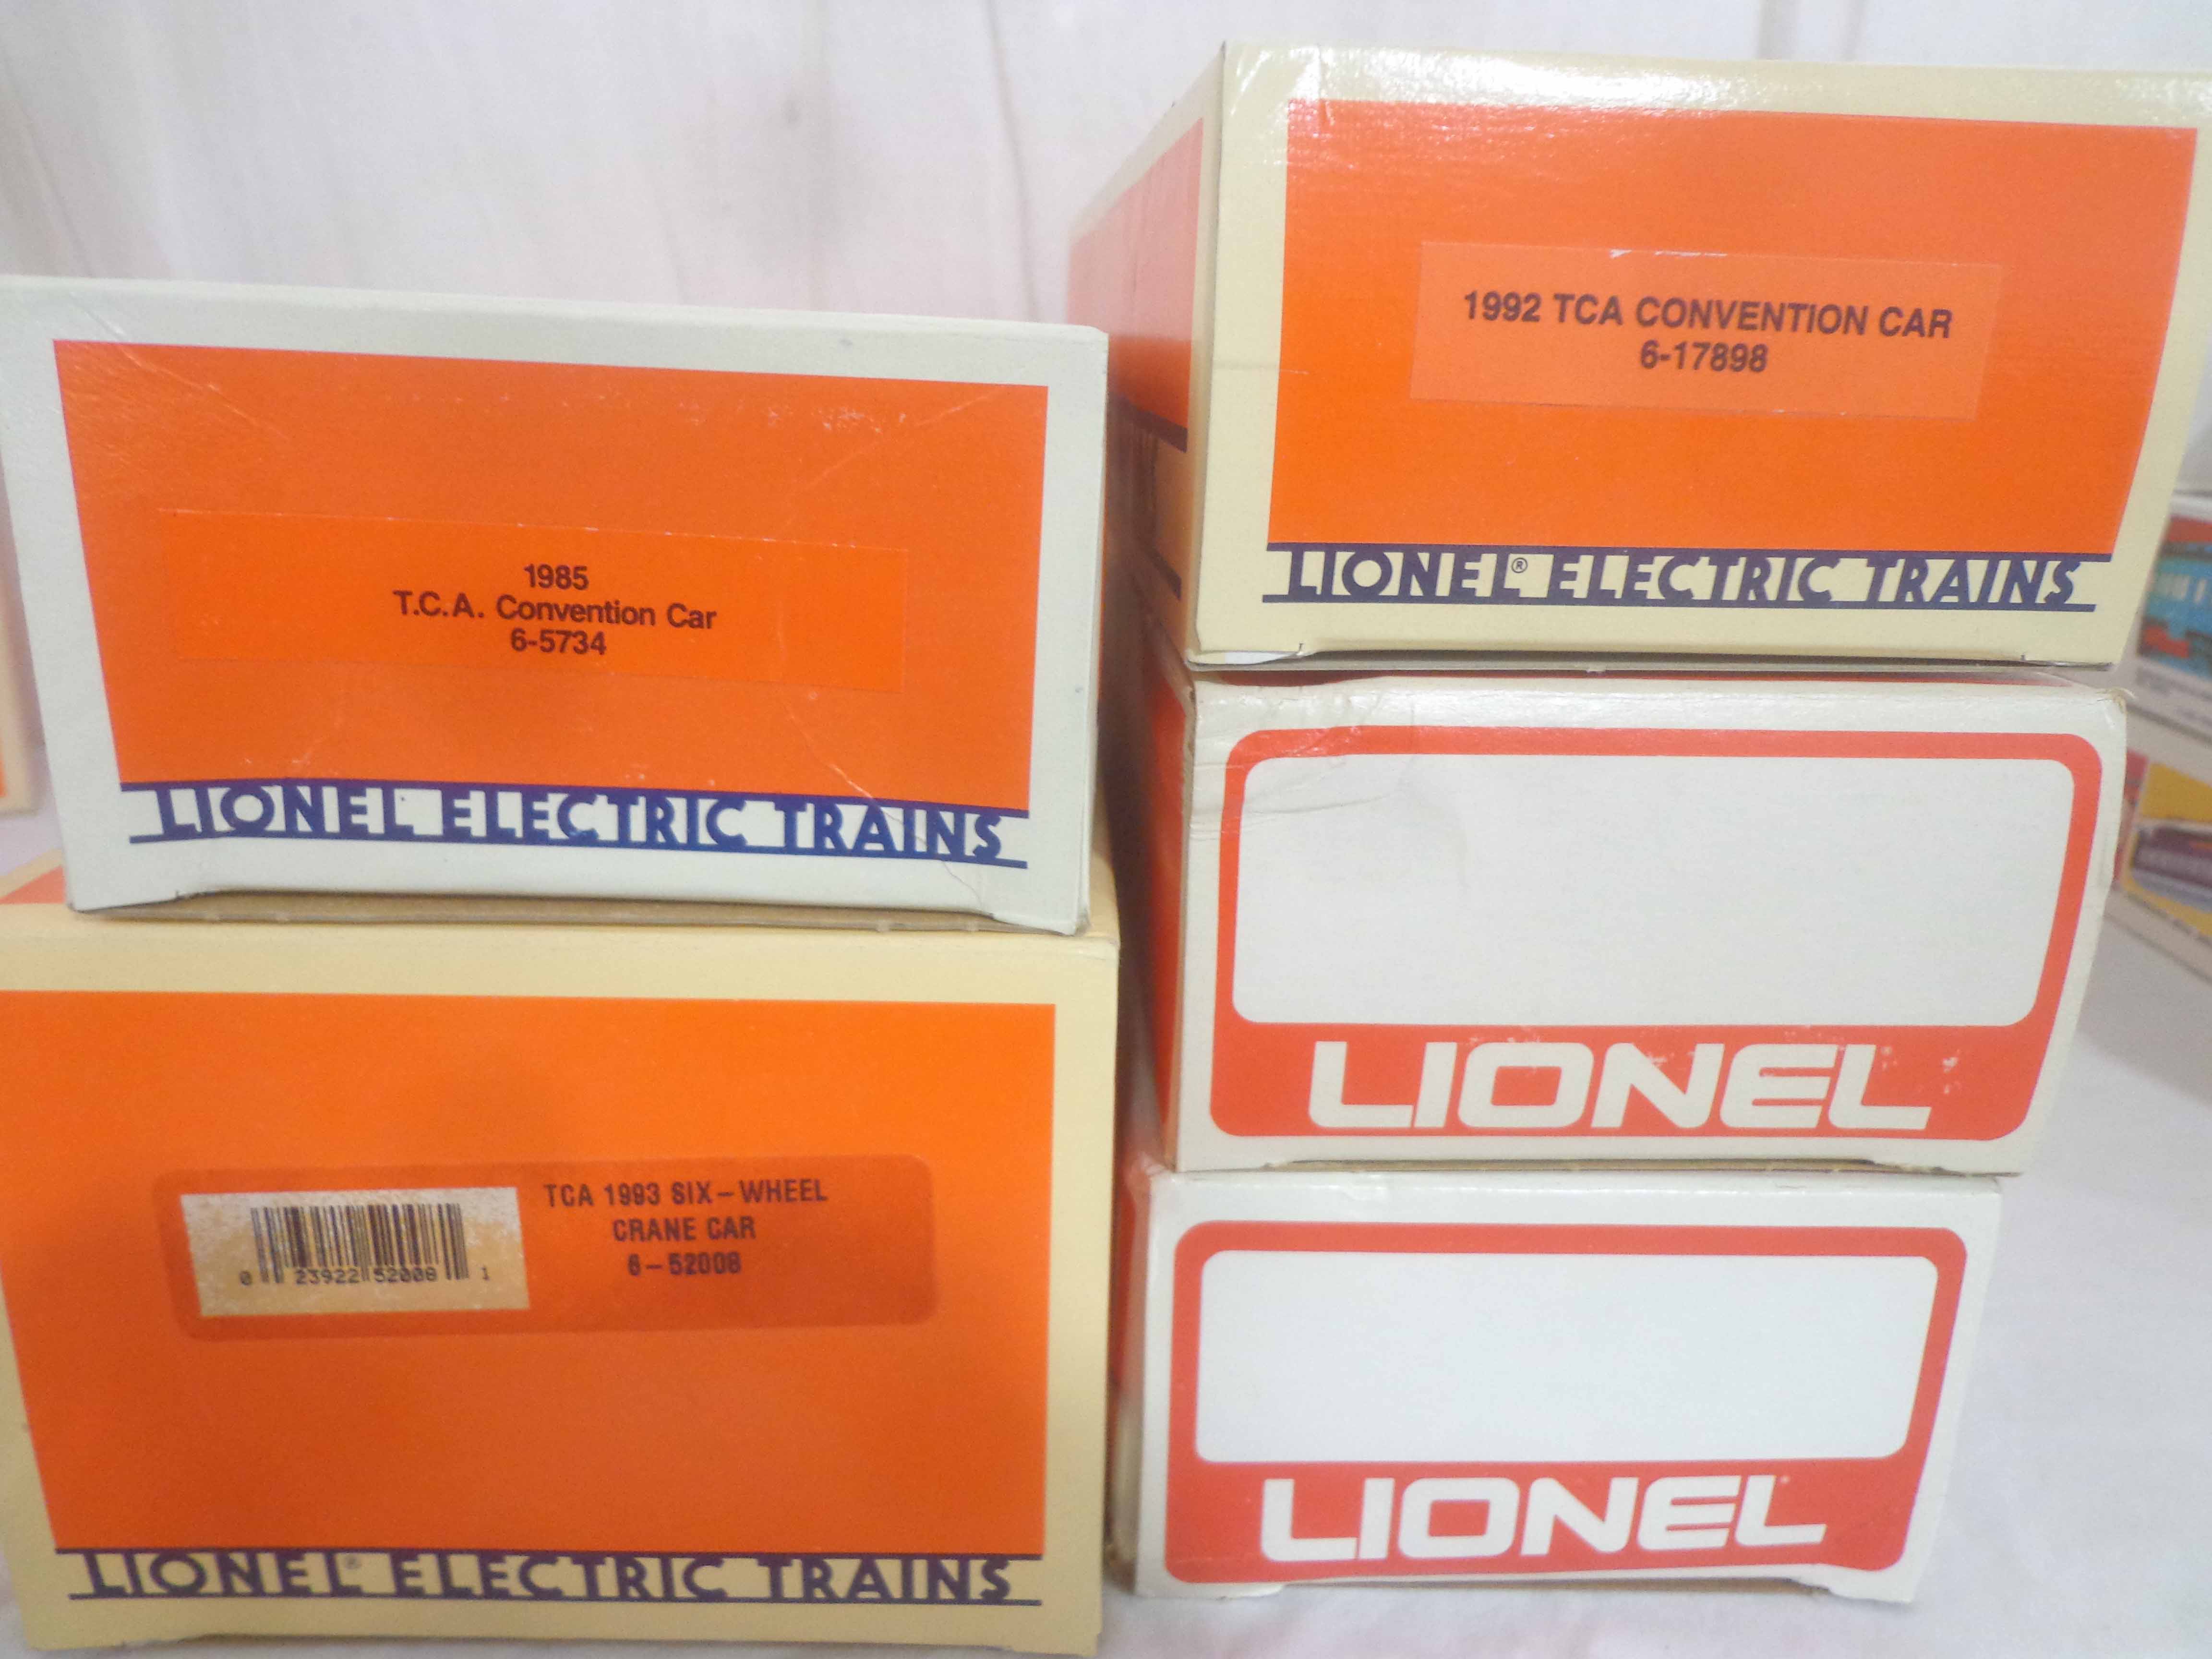 1985
T.C.A. Convention Car
6-5734
LIONEL ELECTRIC TRAINS
TCA 1993 SIX-WHEEL
CRANE CAR
6-52008
0 23922 52008 1
LIONEL® ELECTRIC TRAINS
1992 TCA CONVENTION CAR
6-17898
LIONEL® ELECTRIC TRAINS
LIONEL
LIONEL